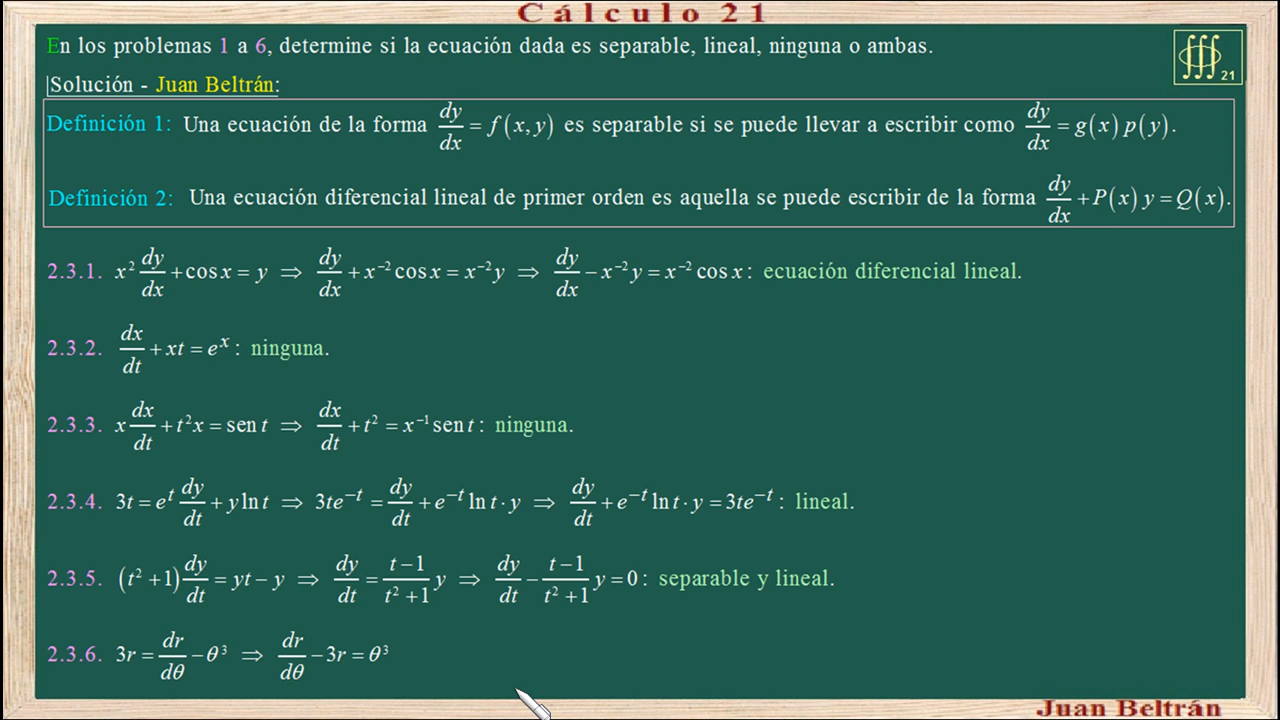 Cálculo 21
En los problemas 1 a 6, determine si la ecuación dada es separable, lineal, ninguna o ambas.
∫∫∫ 21
Solución - Juan Beltrán:
Definición 1: Una ecuación de la forma dy/dx = f(x,y) es separable si se puede llevar a escribir como dy/dx = g(x)p(y).
Definición 2: Una ecuación diferencial lineal de primer orden es aquella se puede escribir de la forma dy/dx + P(x)y = Q(x).
2.3.1. x² dy/dx + cos x = y ⇒ dy/dx + x⁻² cos x = x⁻² y ⇒ dy/dx − x⁻² y = x⁻² cos x : ecuación diferencial lineal.
2.3.2. dx/dt + xt = eˣ : ninguna.
2.3.3. x dx/dt + t²x = sen t ⇒ dx/dt + t² = x⁻¹ sen t : ninguna.
2.3.4. 3t = eᵗ dy/dt + y ln t ⇒ 3te⁻ᵗ = dy/dt + e⁻ᵗ ln t · y ⇒ dy/dt + e⁻ᵗ ln t · y = 3te⁻ᵗ : lineal.
2.3.5. (t² + 1) dy/dt = yt − y ⇒ dy/dt = (t−1)/(t²+1) y ⇒ dy/dt − (t−1)/(t²+1) y = 0 : separable y lineal.
2.3.6. 3r = dr/dθ − θ³ ⇒ dr/dθ − 3r = θ³
Juan Beltrán